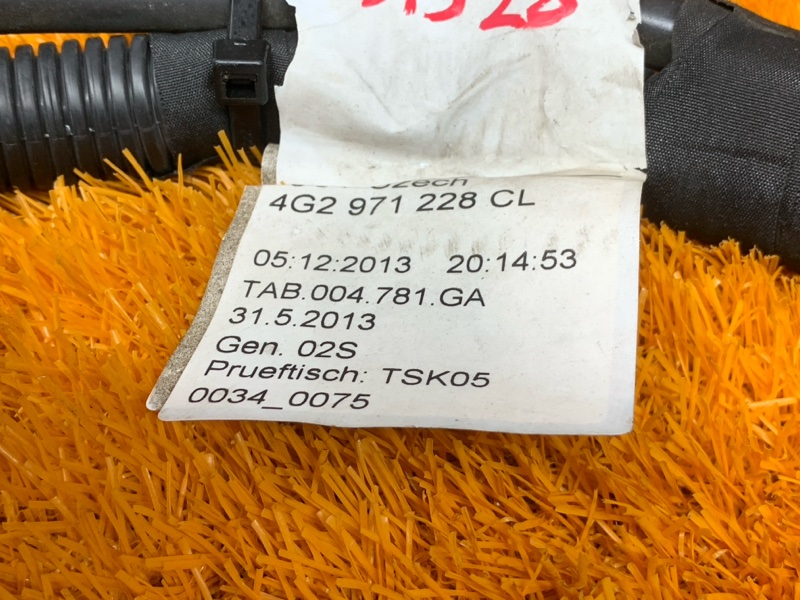 Czech
4G2 971 228 CL
05:12:2013 20:14:53
TAB.004.781.GA
31.5.2013
Gen. 02S
Prueftisch: TSK05
0034_0075